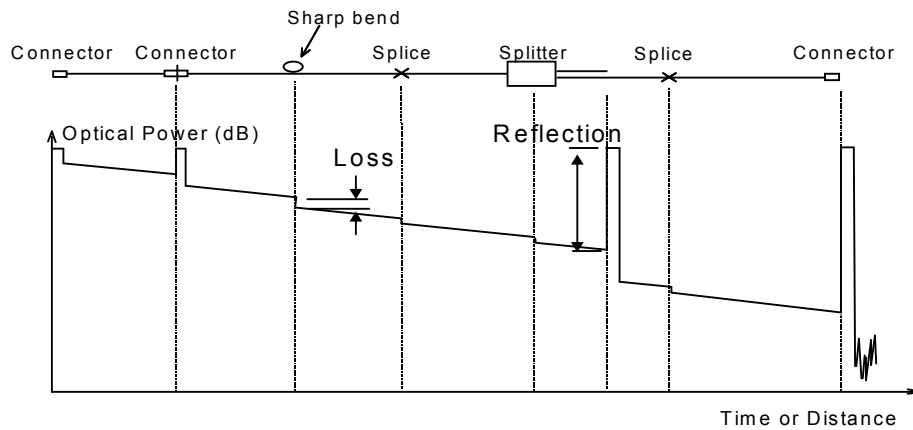 Sharp bend
Connector Connector Splice Splitter Splice Connector
Optical Power (dB)
Reflection
Loss
Time or Distance